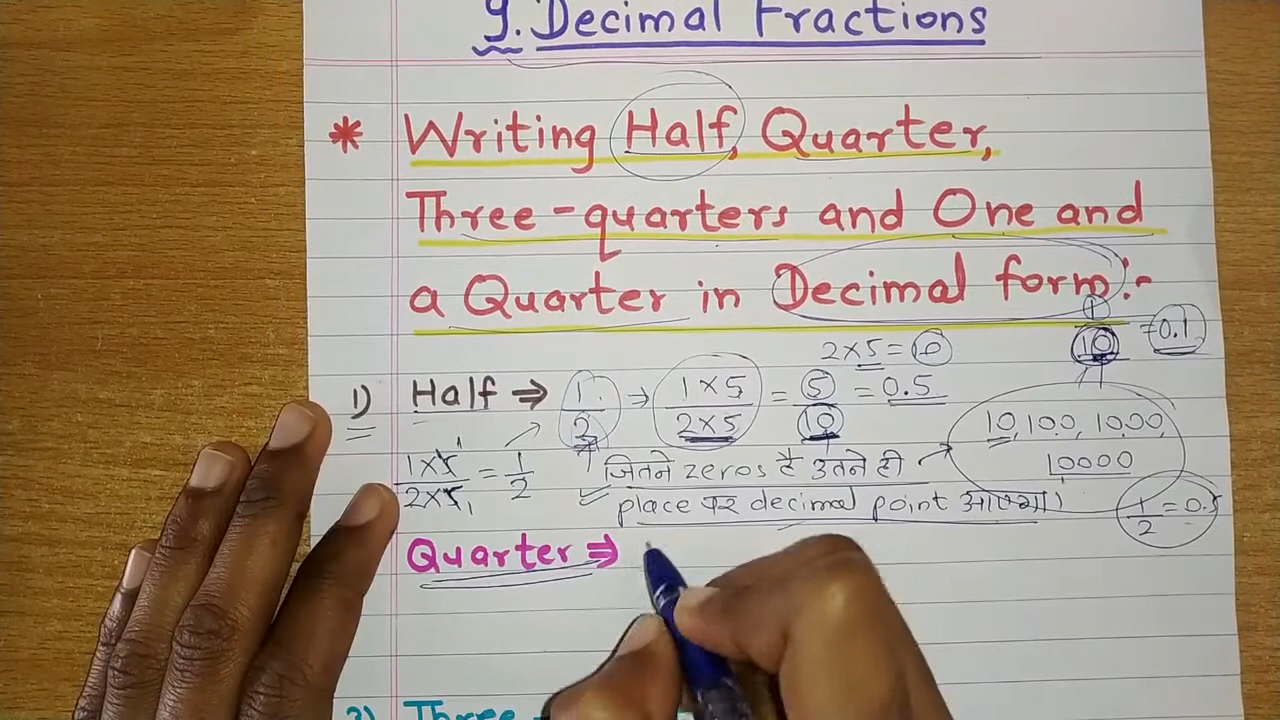 9. Decimal Fractions
* Writing Half, Quarter,
Three-quarters and One and
a Quarter in Decimal form:-
1/10 = 0.1
2×5=10
1) Half ⇒ 1/2 ⇒ 1×5/2×5 = 5/10 = 0.5
10, 100, 1000,
10000
1×5/2×5 = 1/2
जितने zeros है उतने ही
place पर decimal point आएगा।
1/2 = 0.5
Quarter ⇒
3) Three-